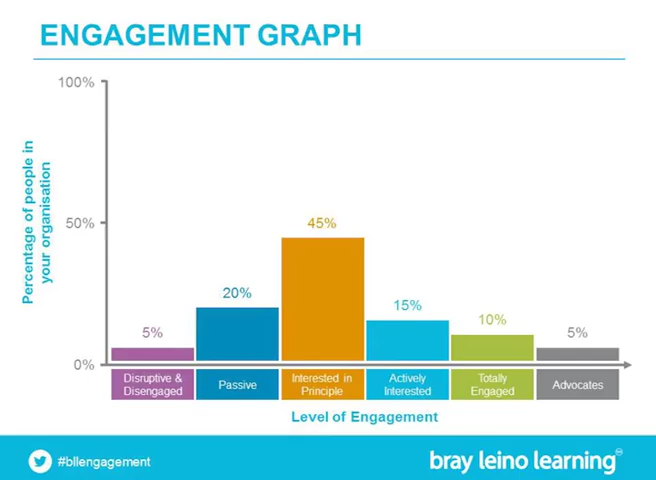 ENGAGEMENT GRAPH
100%
50%
0%
Percentage of people in
your organisation
5%
20%
45%
15%
10%
5%
Disruptive &
Disengaged
Passive
Interested in
Principle
Actively
Interested
Totally
Engaged
Advocates
Level of Engagement
#bllengagement
bray leino learning